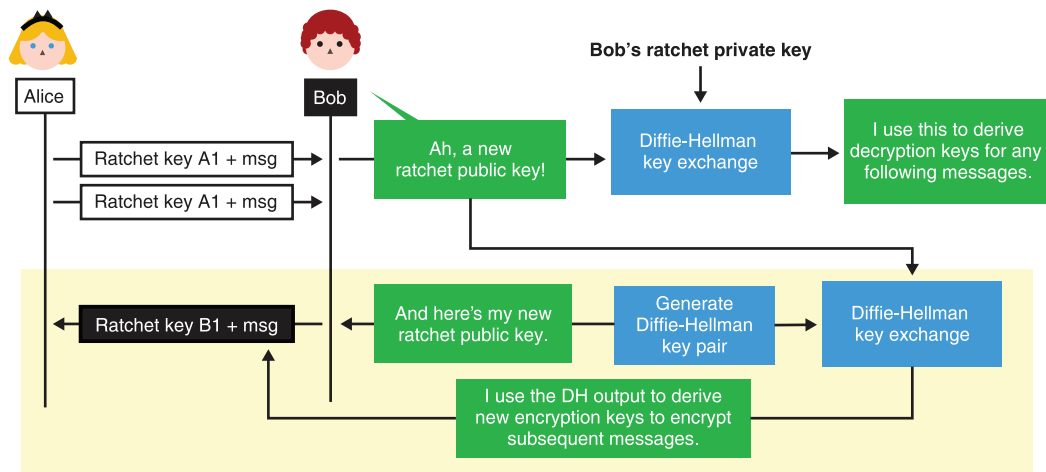 Alice
Bob
Bob’s ratchet private key
Ratchet key A1 + msg
Ratchet key A1 + msg
Ah, a new
ratchet public key!
Diffie-Hellman
key exchange
I use this to derive
decryption keys for any
following messages.
Ratchet key B1 + msg
And here’s my new
ratchet public key.
Generate
Diffie-Hellman
key pair
Diffie-Hellman
key exchange
I use the DH output to derive
new encryption keys to encrypt
subsequent messages.